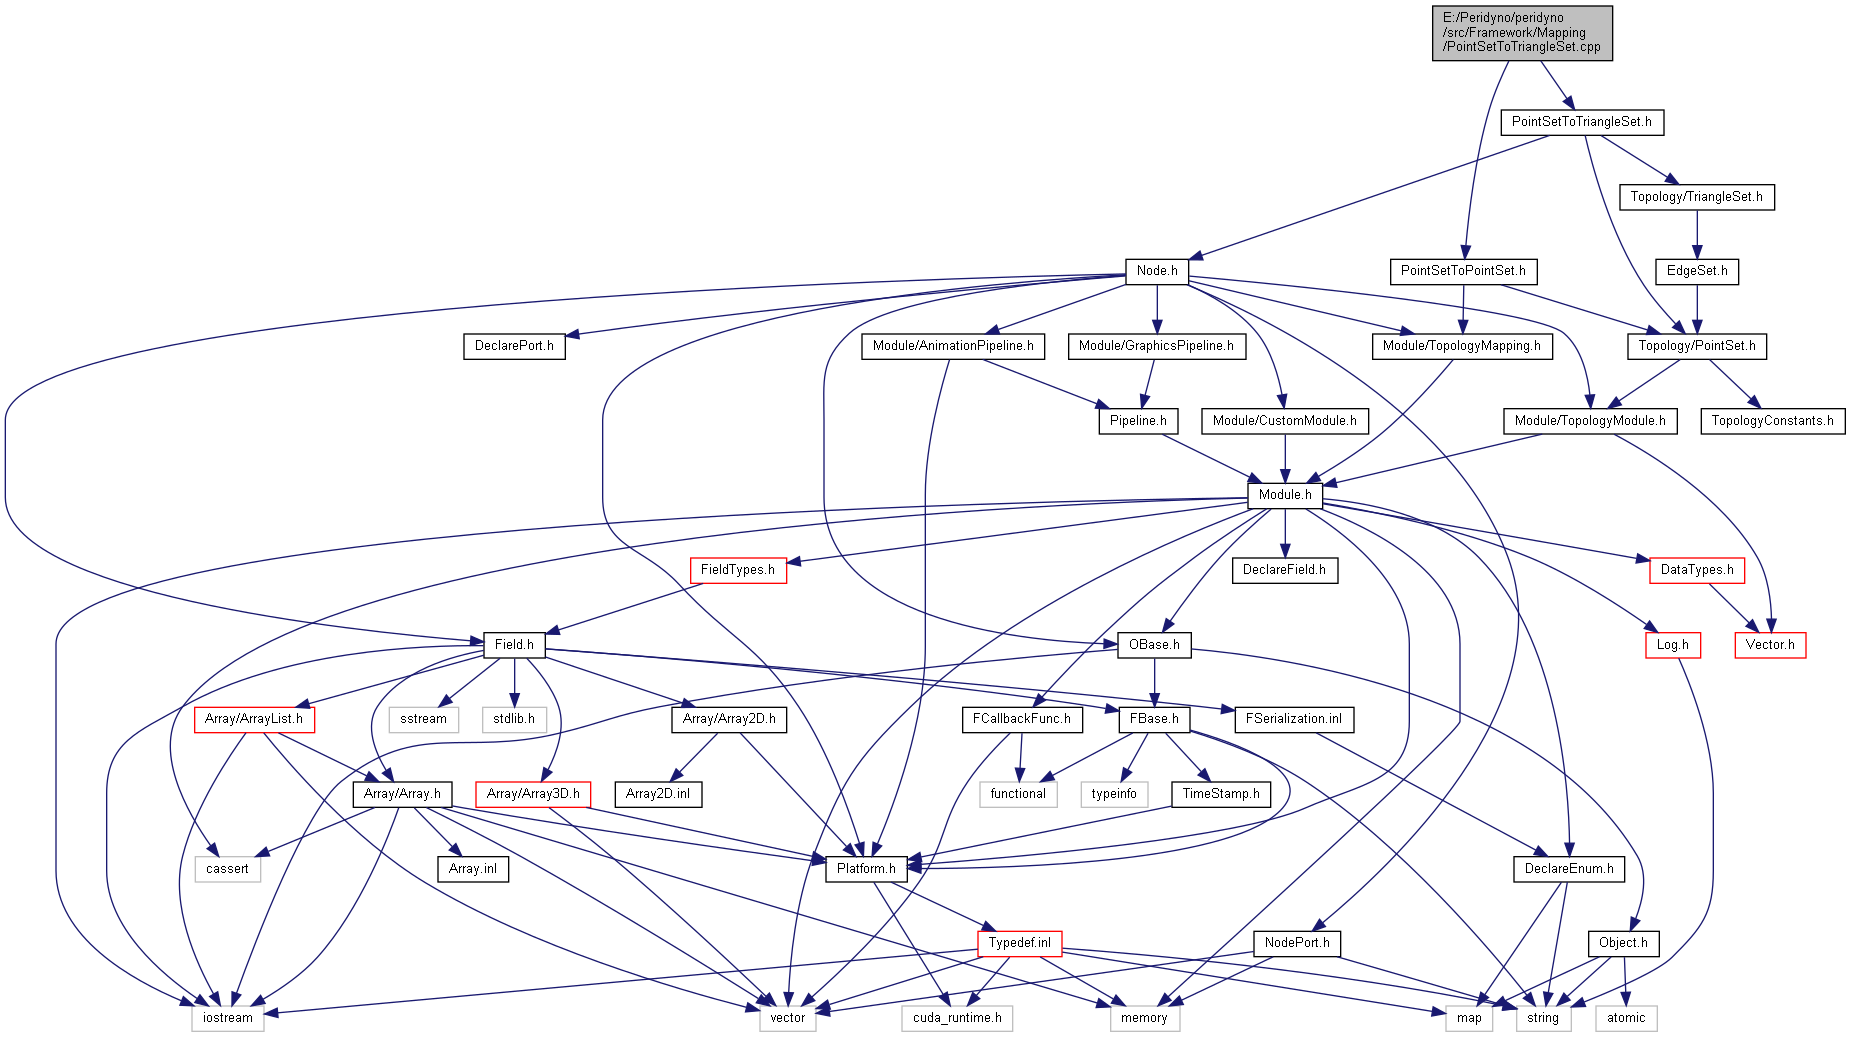 E:/Peridyno/peridyno
/src/Framework/Mapping
/PointSetToTriangleSet.cpp
PointSetToTriangleSet.h
Topology/TriangleSet.h
Node.h
PointSetToPointSet.h
EdgeSet.h
DeclarePort.h
Module/AnimationPipeline.h
Module/GraphicsPipeline.h
Module/TopologyMapping.h
Topology/PointSet.h
Pipeline.h
Module/CustomModule.h
Module/TopologyModule.h
TopologyConstants.h
Module.h
FieldTypes.h
DeclareField.h
DataTypes.h
Field.h
OBase.h
Log.h
Vector.h
Array/ArrayList.h
sstream
stdlib.h
Array/Array2D.h
FCallbackFunc.h
FBase.h
FSerialization.inl
Array/Array.h
Array/Array3D.h
Array2D.inl
functional
typeinfo
TimeStamp.h
cassert
Array.inl
Platform.h
DeclareEnum.h
Typedef.inl
NodePort.h
Object.h
iostream
vector
cuda_runtime.h
memory
map
string
atomic